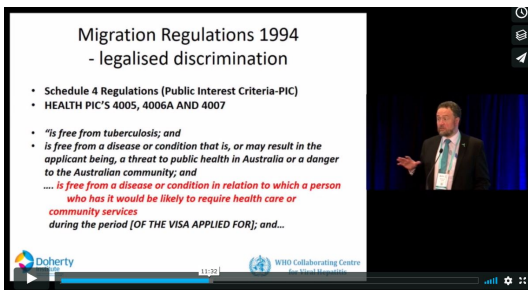 Migration Regulations 1994
- legalised discrimination
• Schedule 4 Regulations (Public Interest Criteria-PIC)
• HEALTH PIC'S 4005, 4006A AND 4007
• "is free from tuberculosis; and
• is free from a disease or condition that is, or may result in the
applicant being, a threat to public health in Australia or a danger
to the Australian community; and
.... is free from a disease or condition in relation to which a person
who has it would be likely to require health care or
community services
during the period [OF THE VISA APPLIED FOR]; and...
Doherty
Institute
WHO Collaborating Centre
for Viral Hepatitis
11:32